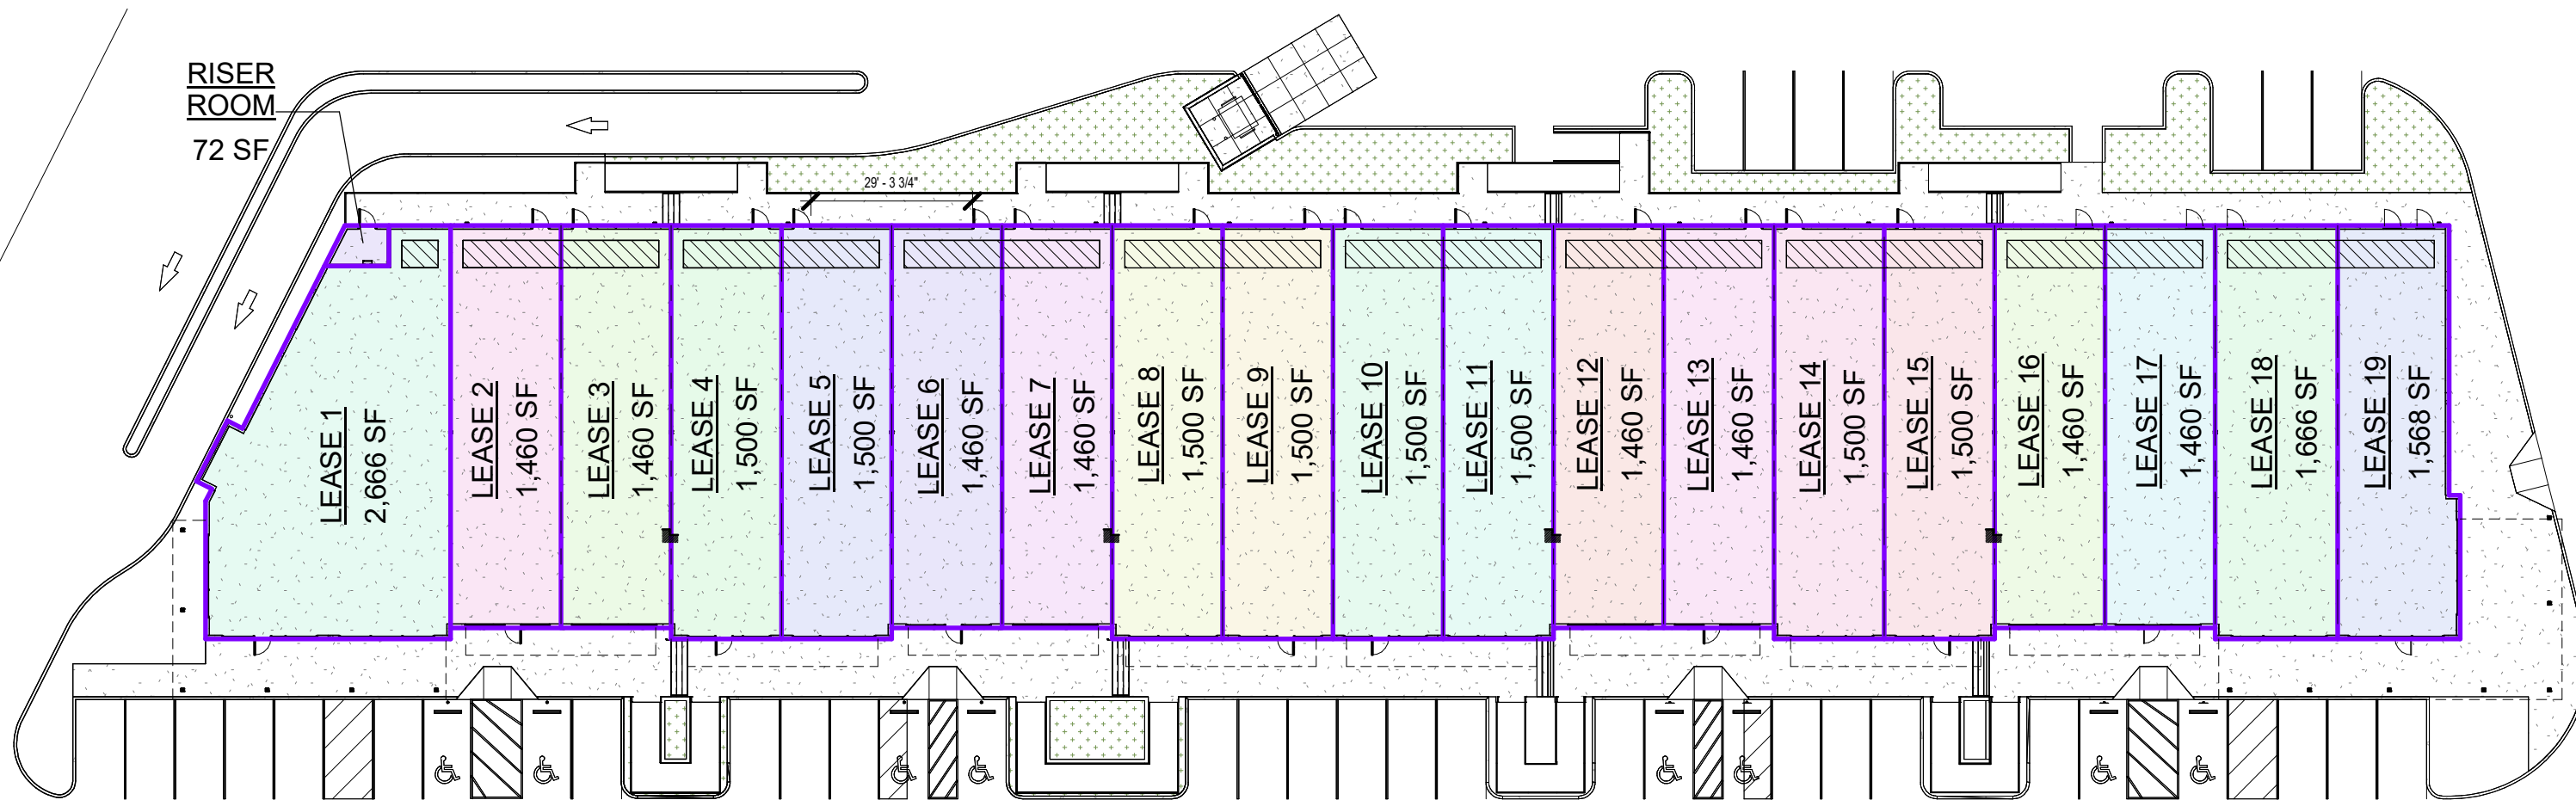 RISER
ROOM
72 SF
29' - 3 3/4"
LEASE 1
2,666 SF
LEASE 2
1,460 SF
LEASE 3
1,460 SF
LEASE 4
1,500 SF
LEASE 5
1,500 SF
LEASE 6
1,460 SF
LEASE 7
1,460 SF
LEASE 8
1,500 SF
LEASE 9
1,500 SF
LEASE 10
1,500 SF
LEASE 11
1,500 SF
LEASE 12
1,460 SF
LEASE 13
1,460 SF
LEASE 14
1,500 SF
LEASE 15
1,500 SF
LEASE 16
1,460 SF
LEASE 17
1,460 SF
LEASE 18
1,666 SF
LEASE 19
1,568 SF